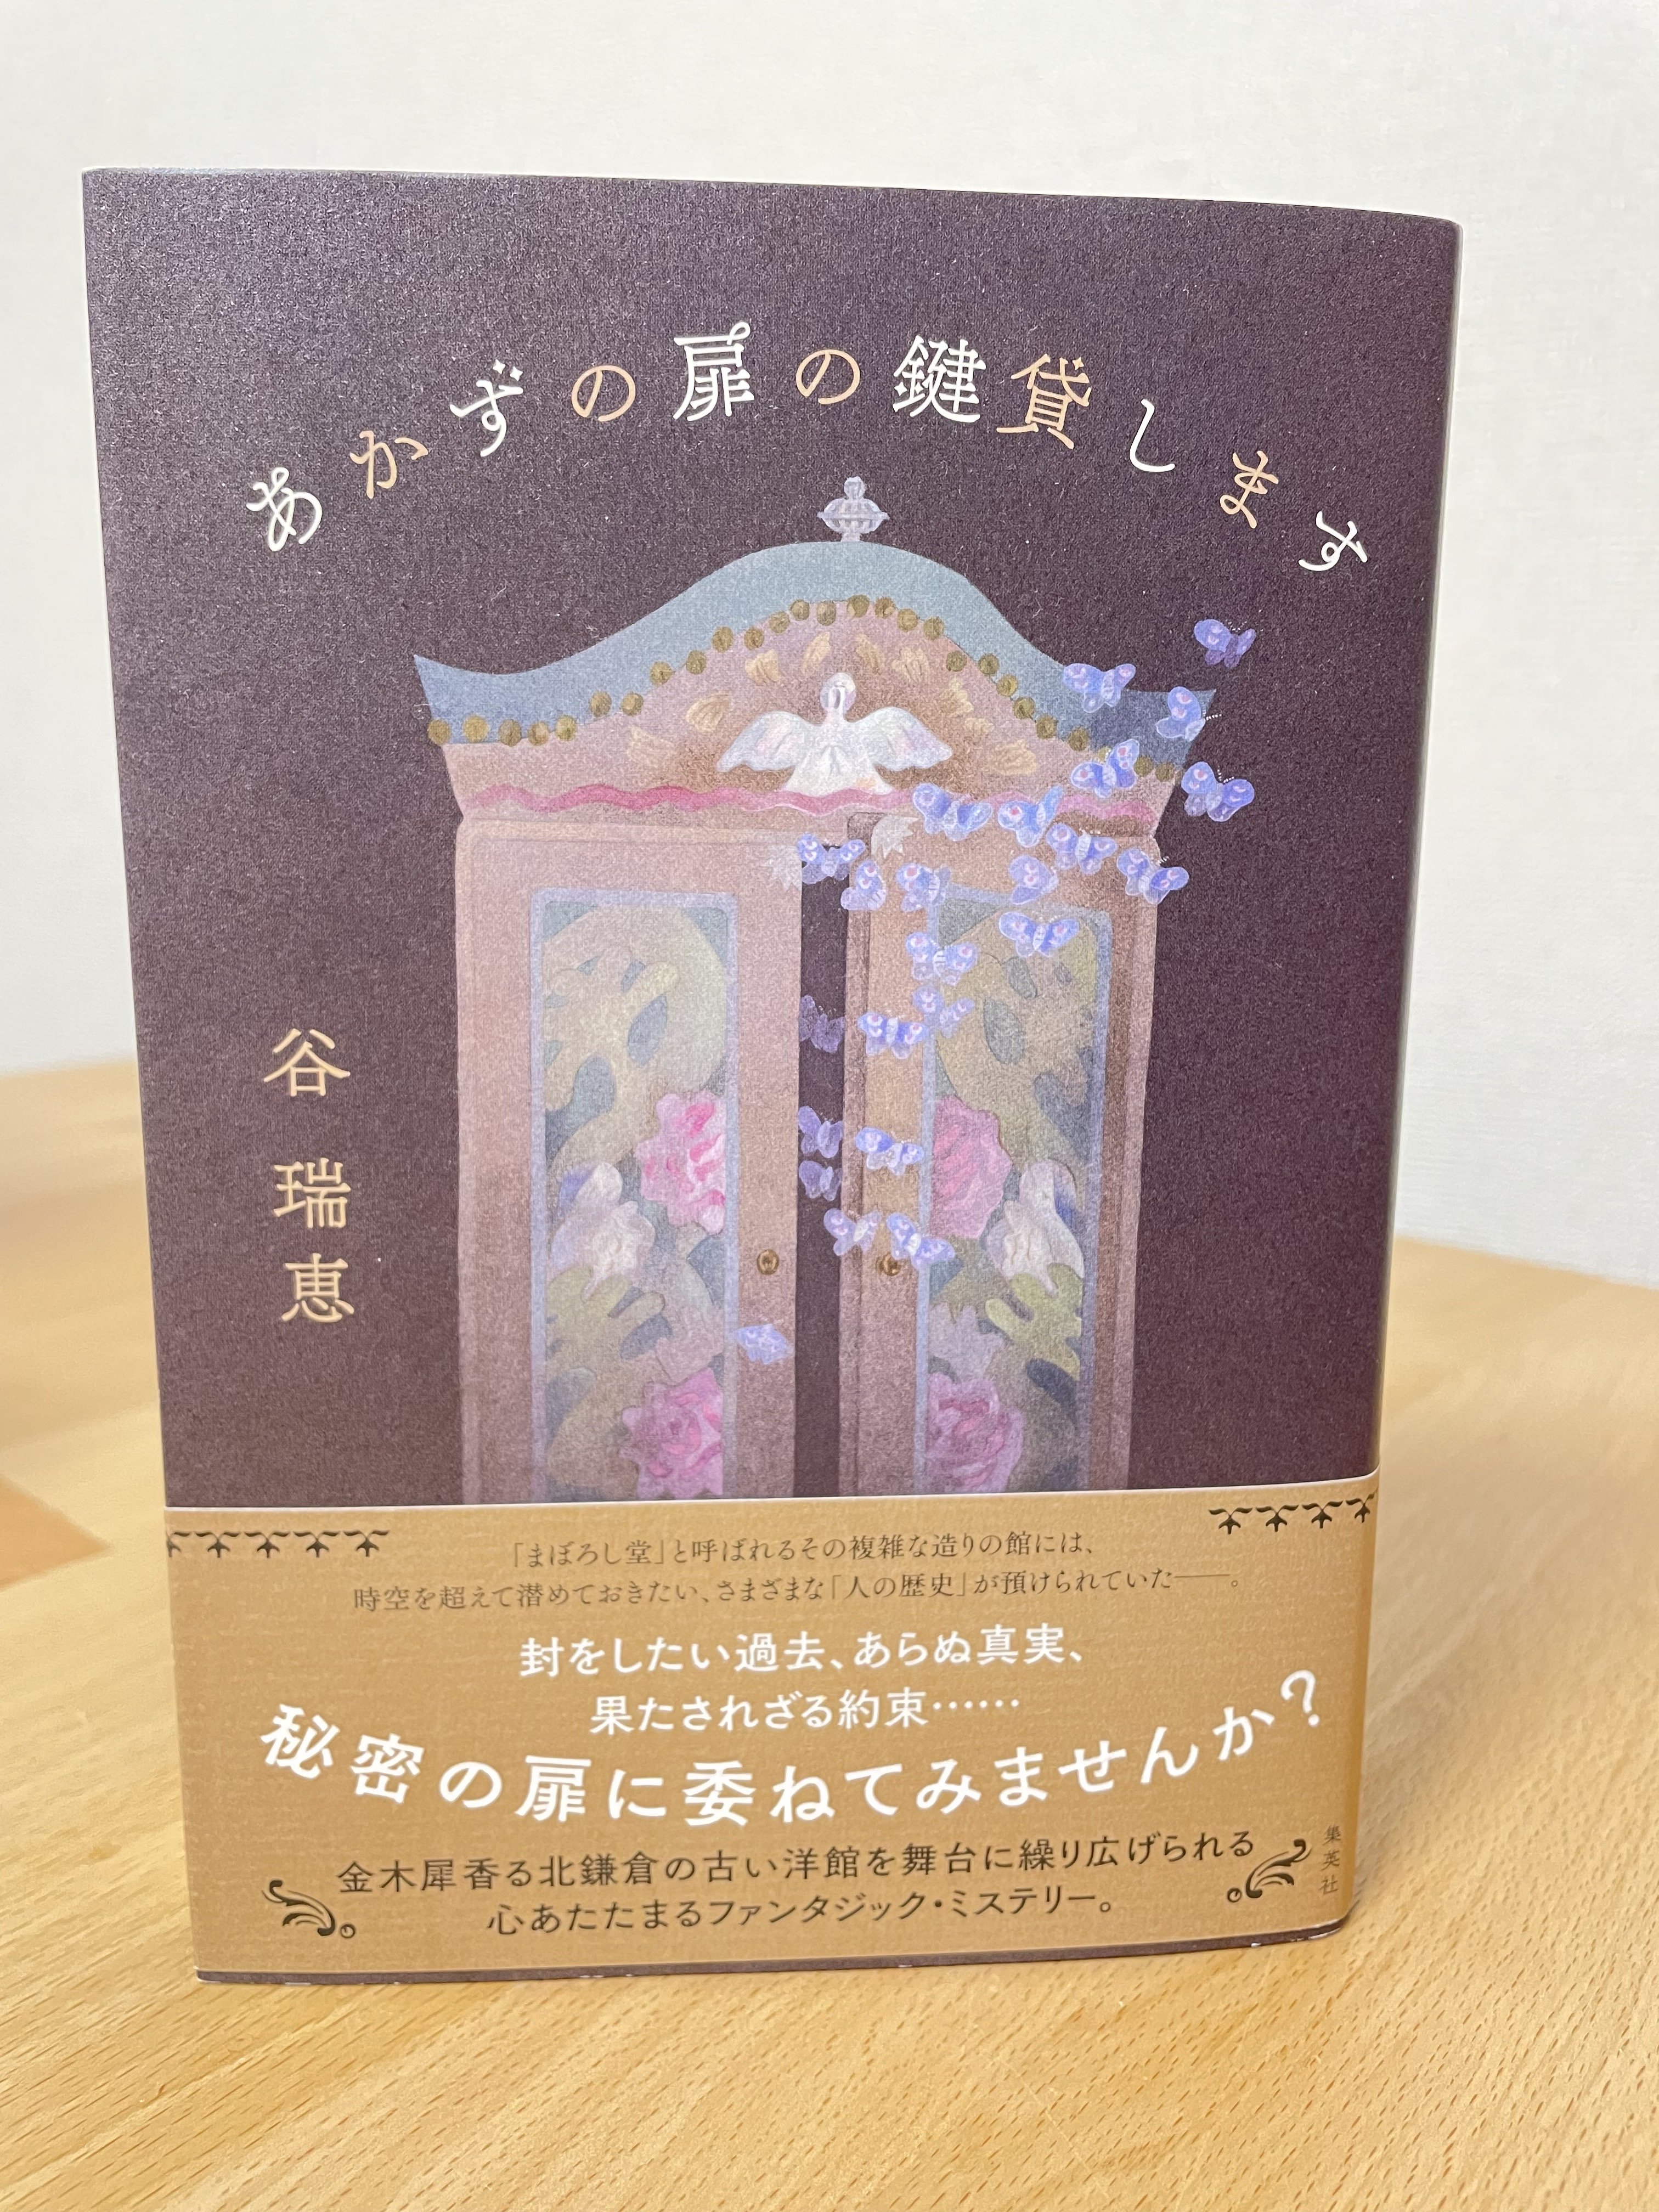 あかずの扉の鍵貸します
谷 瑞恵
「まぼろし堂」と呼ばれるその複雑な造りの館には、
時空を超えて潜めておきたい、さまざまな「人の歴史」が預けられていた──。
封をしたい過去、あらぬ真実、
果たされざる約束……
秘密の扉に委ねてみませんか?
金木犀香る北鎌倉の古い洋館を舞台に繰り広げられる
心あたたまるファンタジック・ミステリー。
集英社